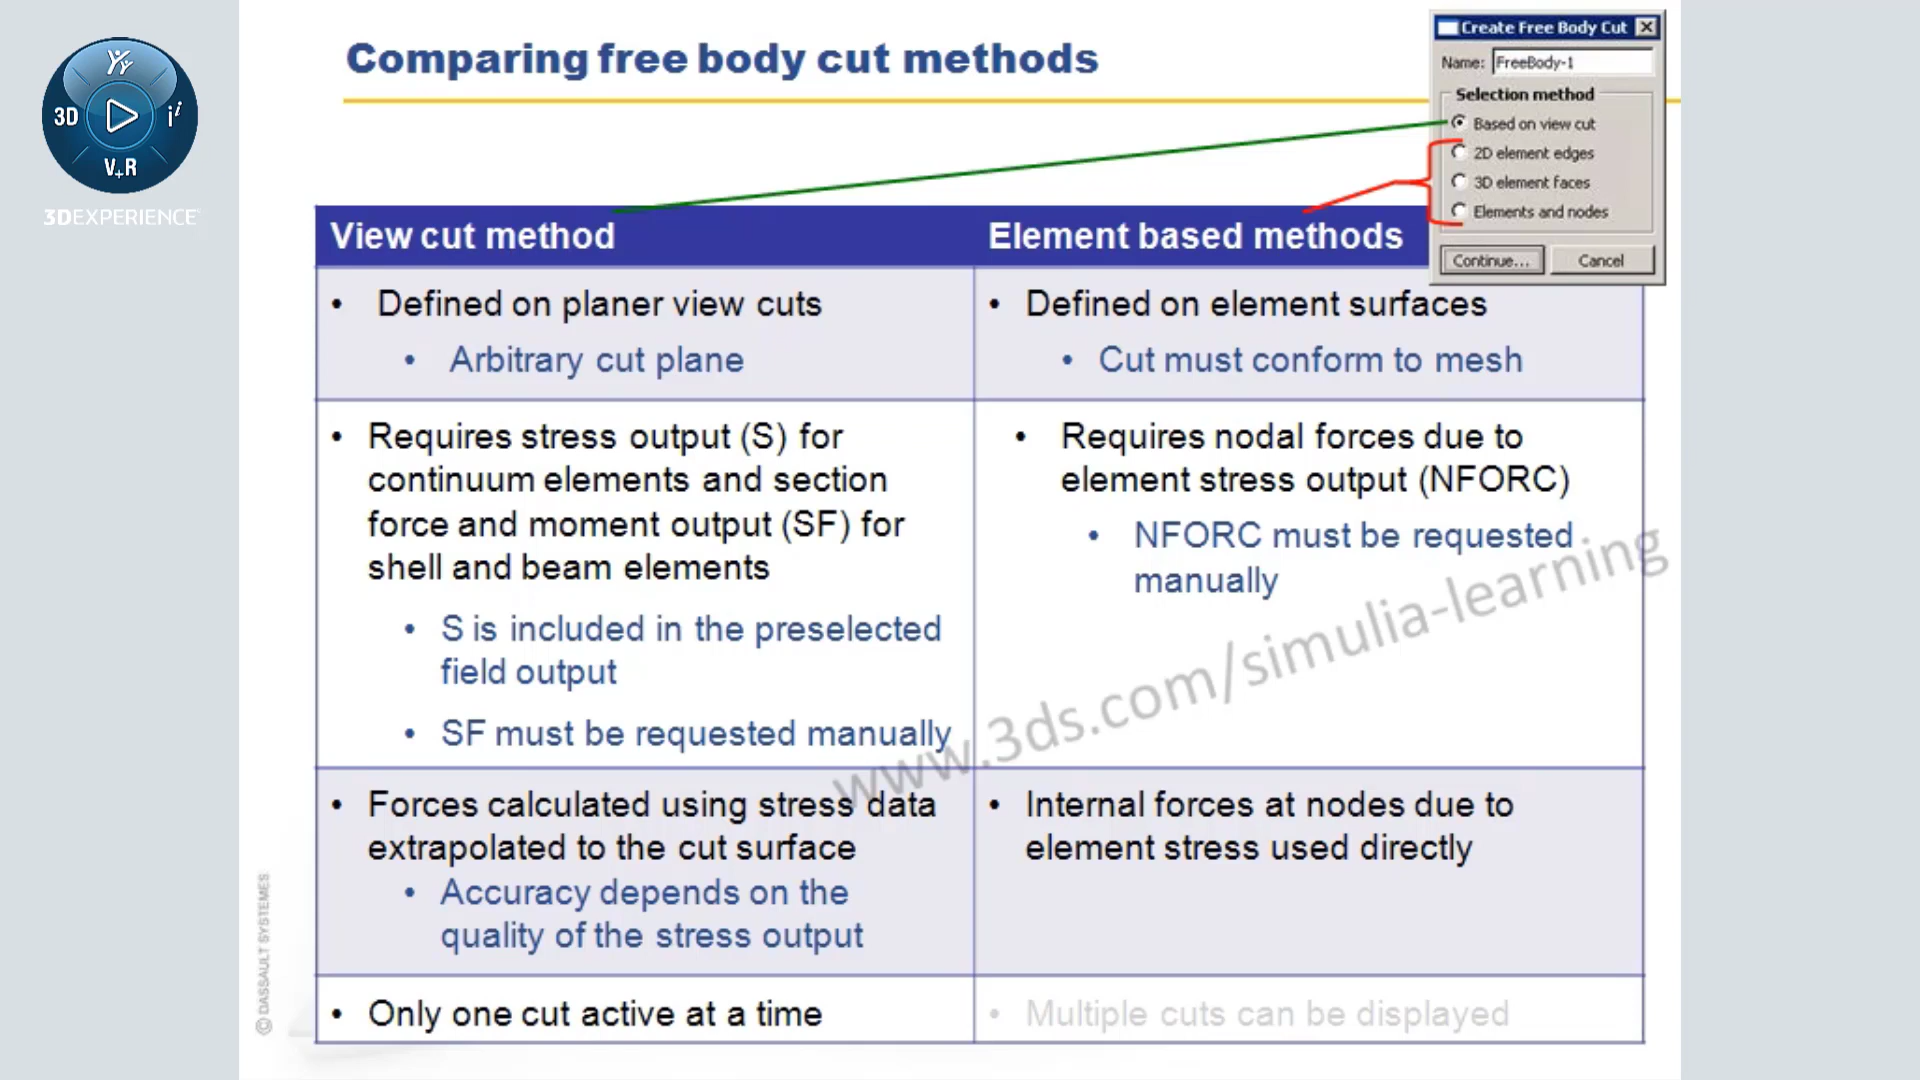 Comparing free body cut methods
Create Free Body Cut
Name: FreeBody-1
Selection method
Based on view cut
2D element edges
3D element faces
Elements and nodes
Continue... Cancel
3D
V+R
3DEXPERIENCE
View cut method
Element based methods
• Defined on planer view cuts
• Arbitrary cut plane
• Defined on element surfaces
• Cut must conform to mesh
• Requires stress output (S) for
continuum elements and section
force and moment output (SF) for
shell and beam elements
• S is included in the preselected
field output
• SF must be requested manually
• Requires nodal forces due to
element stress output (NFORC)
• NFORC must be requested
manually
• Forces calculated using stress data
extrapolated to the cut surface
• Accuracy depends on the
quality of the stress output
• Internal forces at nodes due to
element stress used directly
• Only one cut active at a time
• Multiple cuts can be displayed
www.3ds.com/simulia-learning
© DASSAULT SYSTEMES